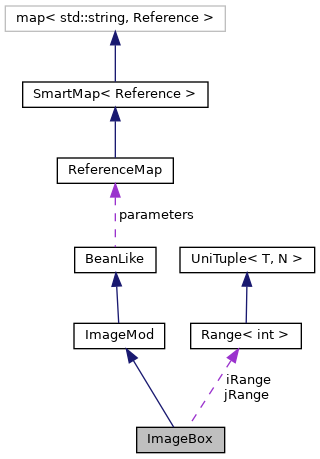 map< std::string, Reference >
SmartMap< Reference >
ReferenceMap
parameters
BeanLike
UniTuple< T, N >
ImageMod
Range< int >
iRange
jRange
ImageBox